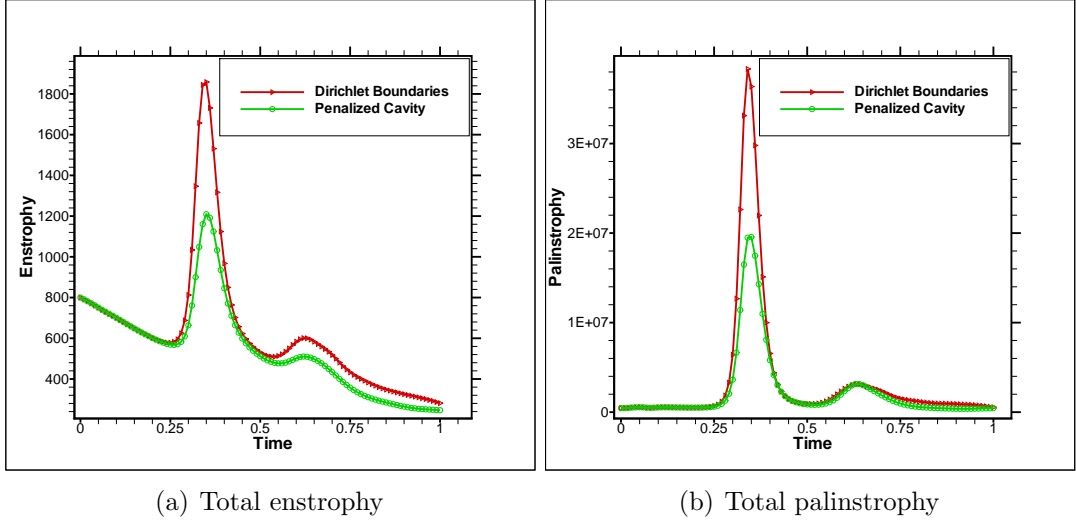 Dirichlet Boundaries
Penalized Cavity
1800
1600
1400
1200
1000
800
600
400
Enstrophy
0
0.25
0.5
0.75
1
Time
(a) Total enstrophy
Dirichlet Boundaries
Penalized Cavity
3E+07
2E+07
1E+07
0
Palinstrophy
0
0.25
0.5
0.75
1
Time
(b) Total palinstrophy